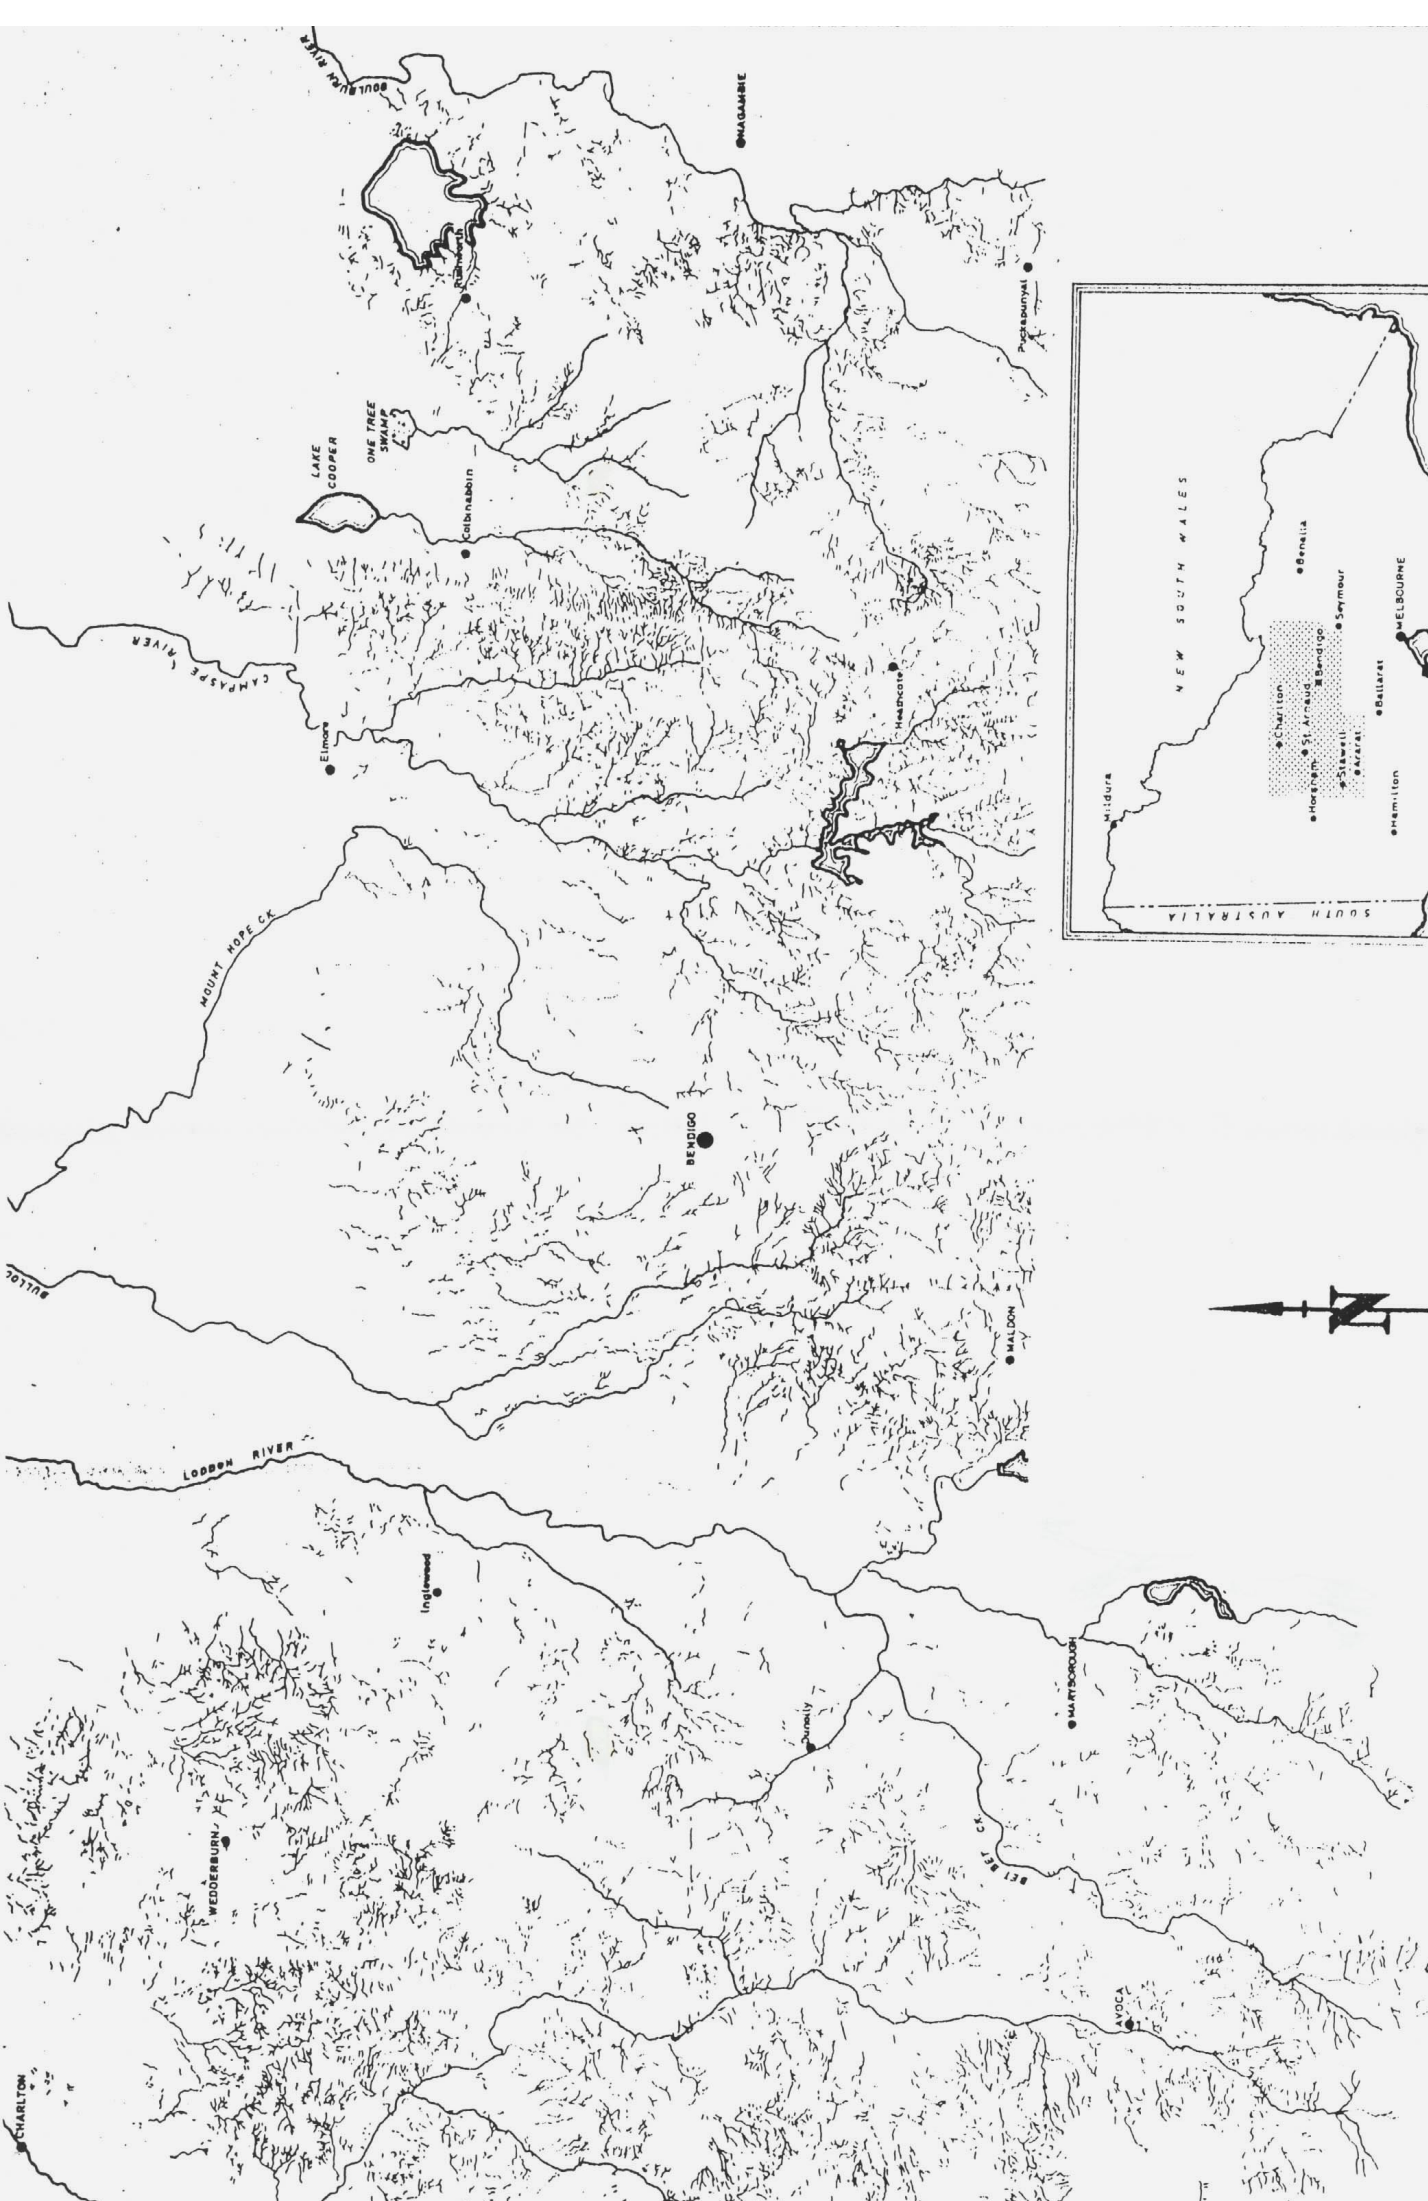 GOULBURN RIVER
NAGAMBIE
Rushworth
Puckapunyal
ONE TREE
SWAMP
LAKE
COOPER
Colbinabbin
CAMPASPE RIVER
Elmore
Heathcote
MOUNT HOPE CK
BENDIGO
BULLOC
MALDON
LODDON RIVER
Inglewood
MARYBOROUGH
Dunolly
WEDDERBURN
BET BET CK
AVOCA
CHARLTON
NEW SOUTH WALES
Benalla
Seymour
MELBOURNE
Bendigo
Charlton
St. Arnaud
Ballarat
Stawell
Ararat
Horsham
Hamilton
Mildura
SOUTH AUSTRALIA
N